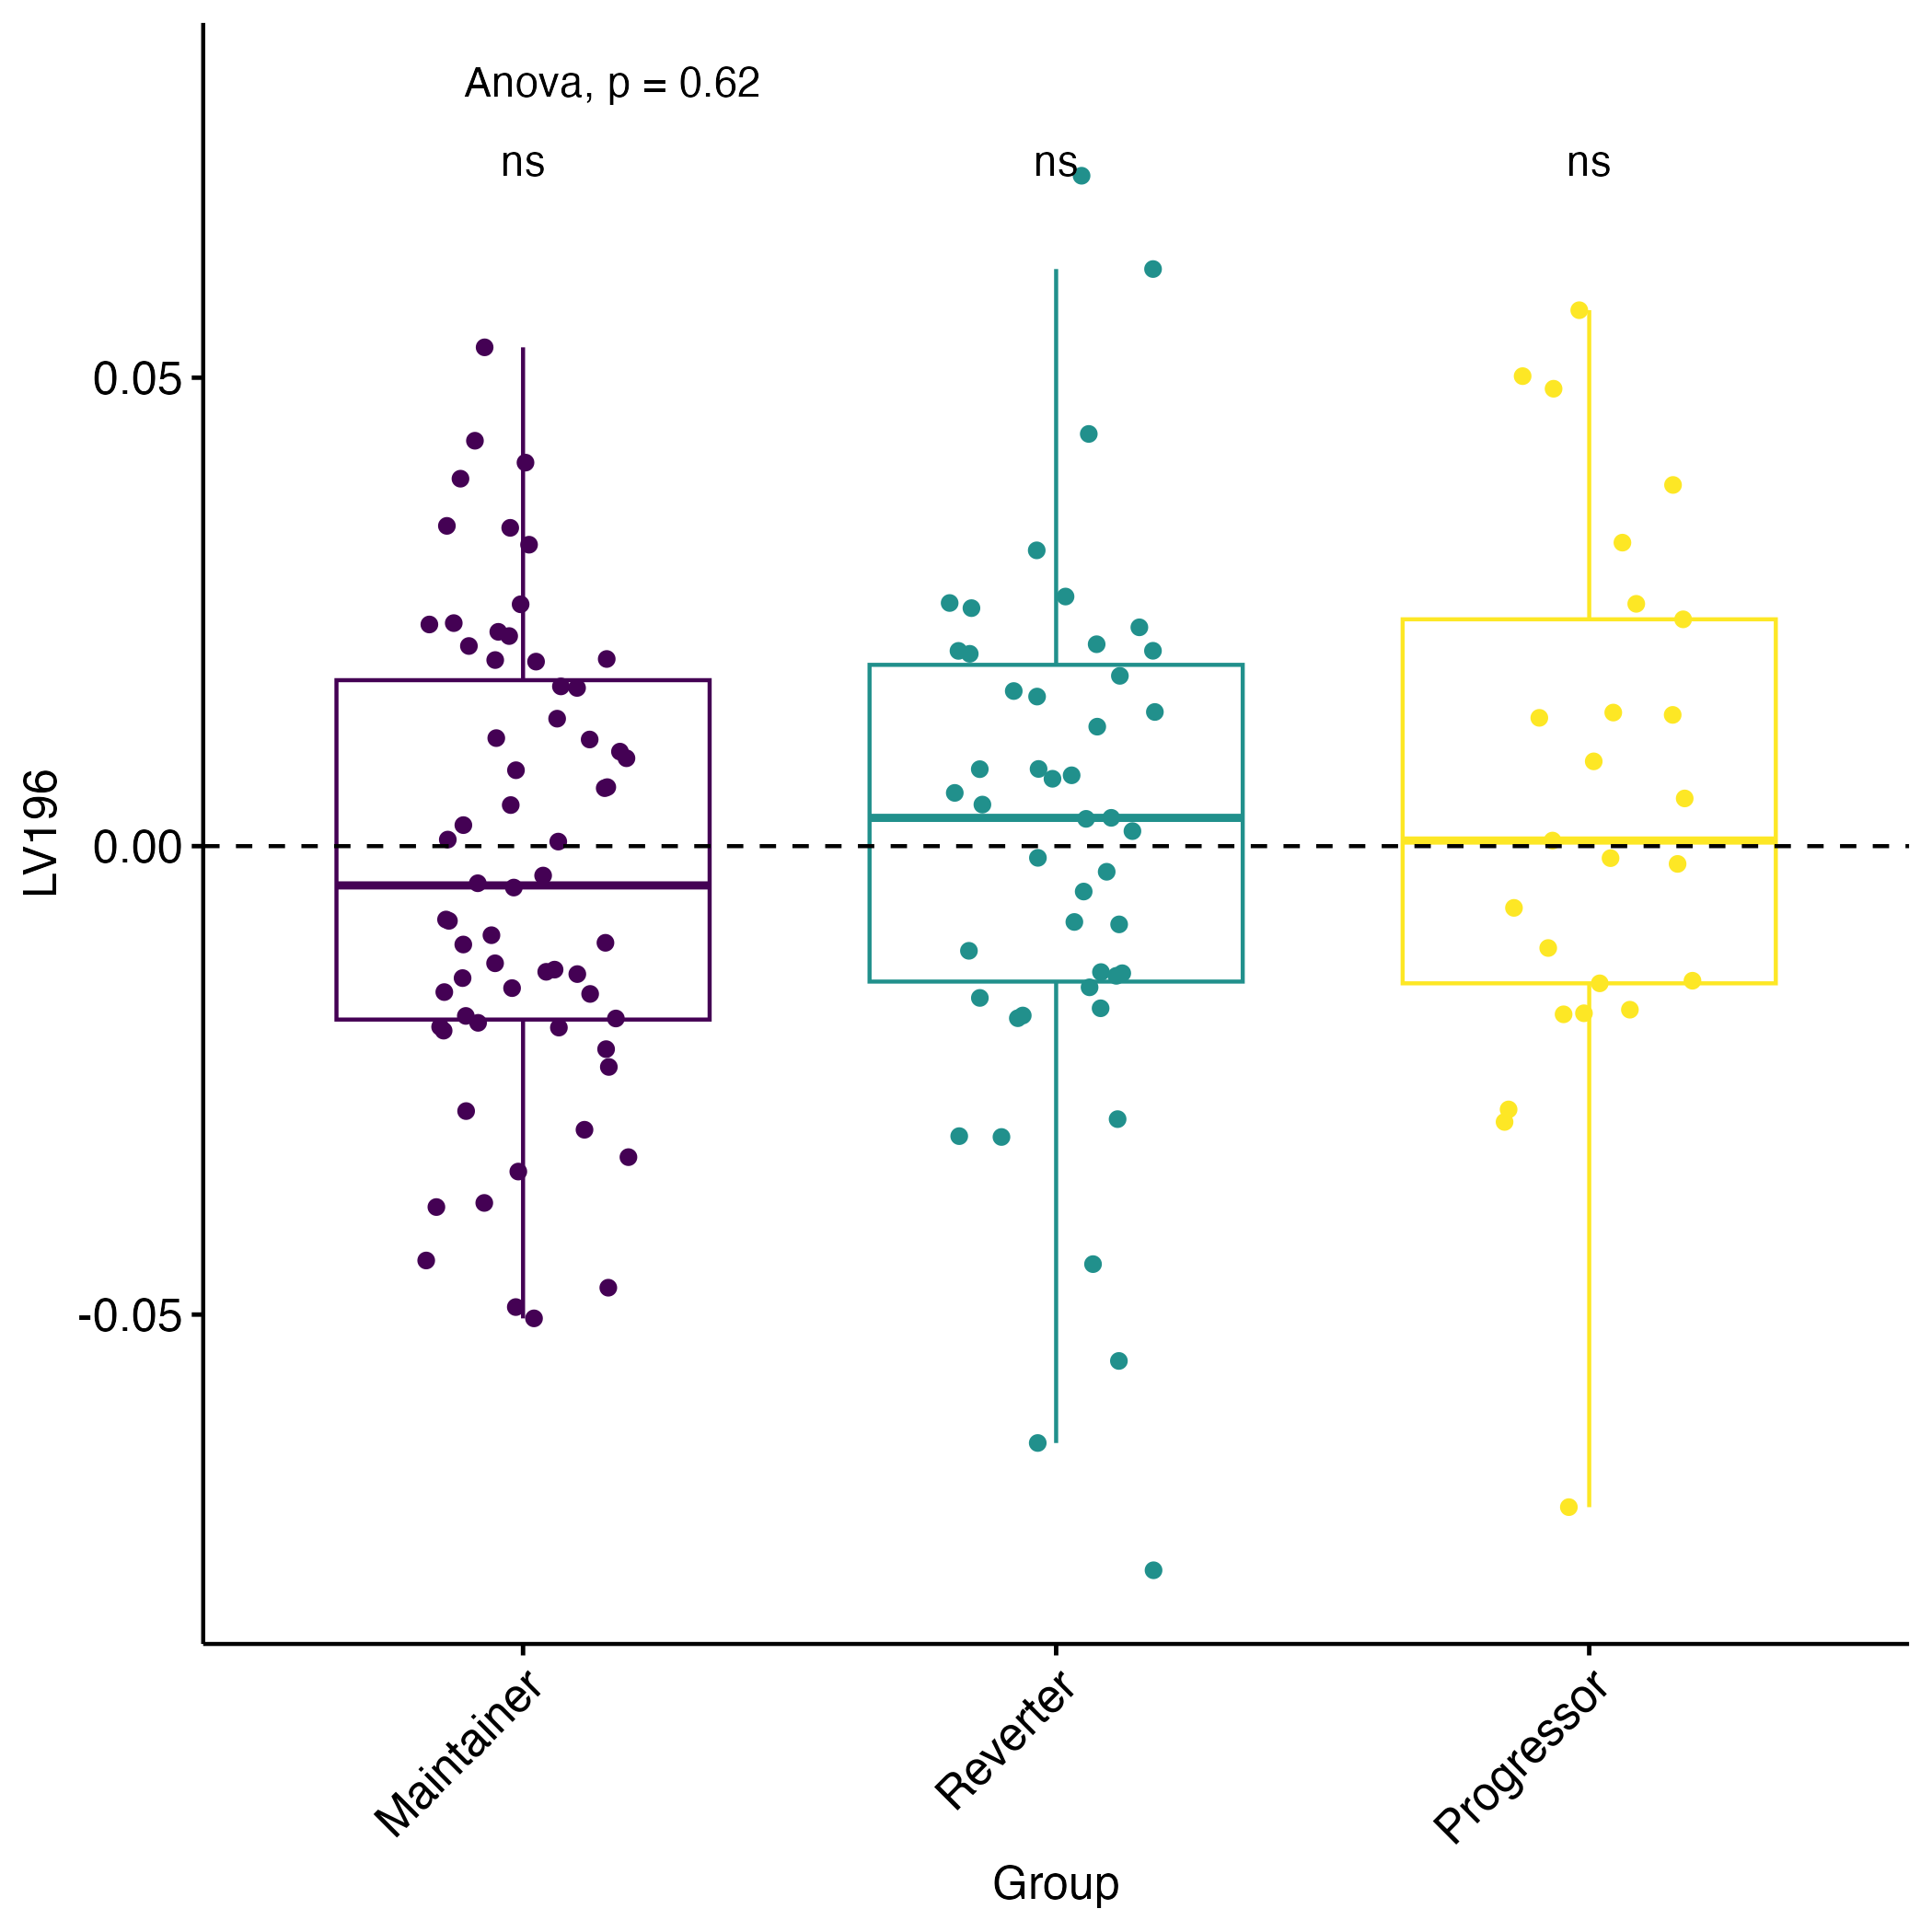 Anova, p = 0.62
ns ns ns
0.05
0.00
-0.05
LV196
Maintainer Reverter Progressor
Group